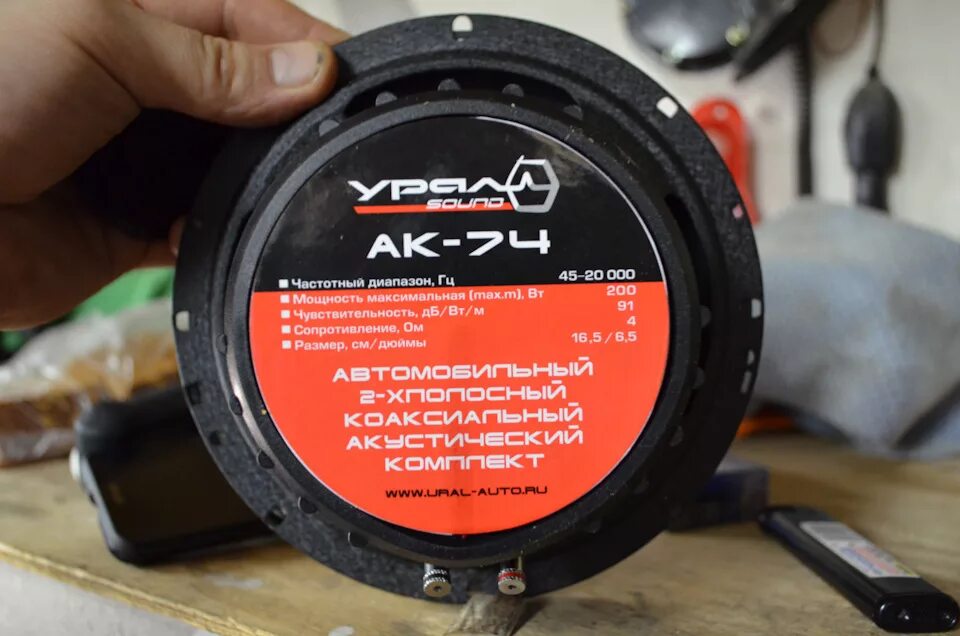 УРАЛ
SOUND
АК-74
Частотный диапазон, Гц 45-20 000
Мощность максимальная (max.m), Вт 200
Чувствительность, дБ/Вт/м 91
Сопротивление, Ом 4
Размер, см/дюймы 16,5 / 6,5
АВТОМОБИЛЬНЫЙ
2-ХПОЛОСНЫЙ
КОАКСИАЛЬНЫЙ
АКУСТИЧЕСКИЙ
КОМПЛЕКТ
WWW.URAL-AUTO.RU